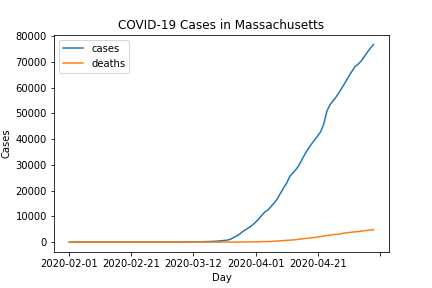 COVID-19 Cases in Massachusetts
cases
deaths
80000
70000
60000
50000
40000
30000
20000
10000
0
Cases
2020-02-01 2020-02-21 2020-03-12 2020-04-01 2020-04-21
Day